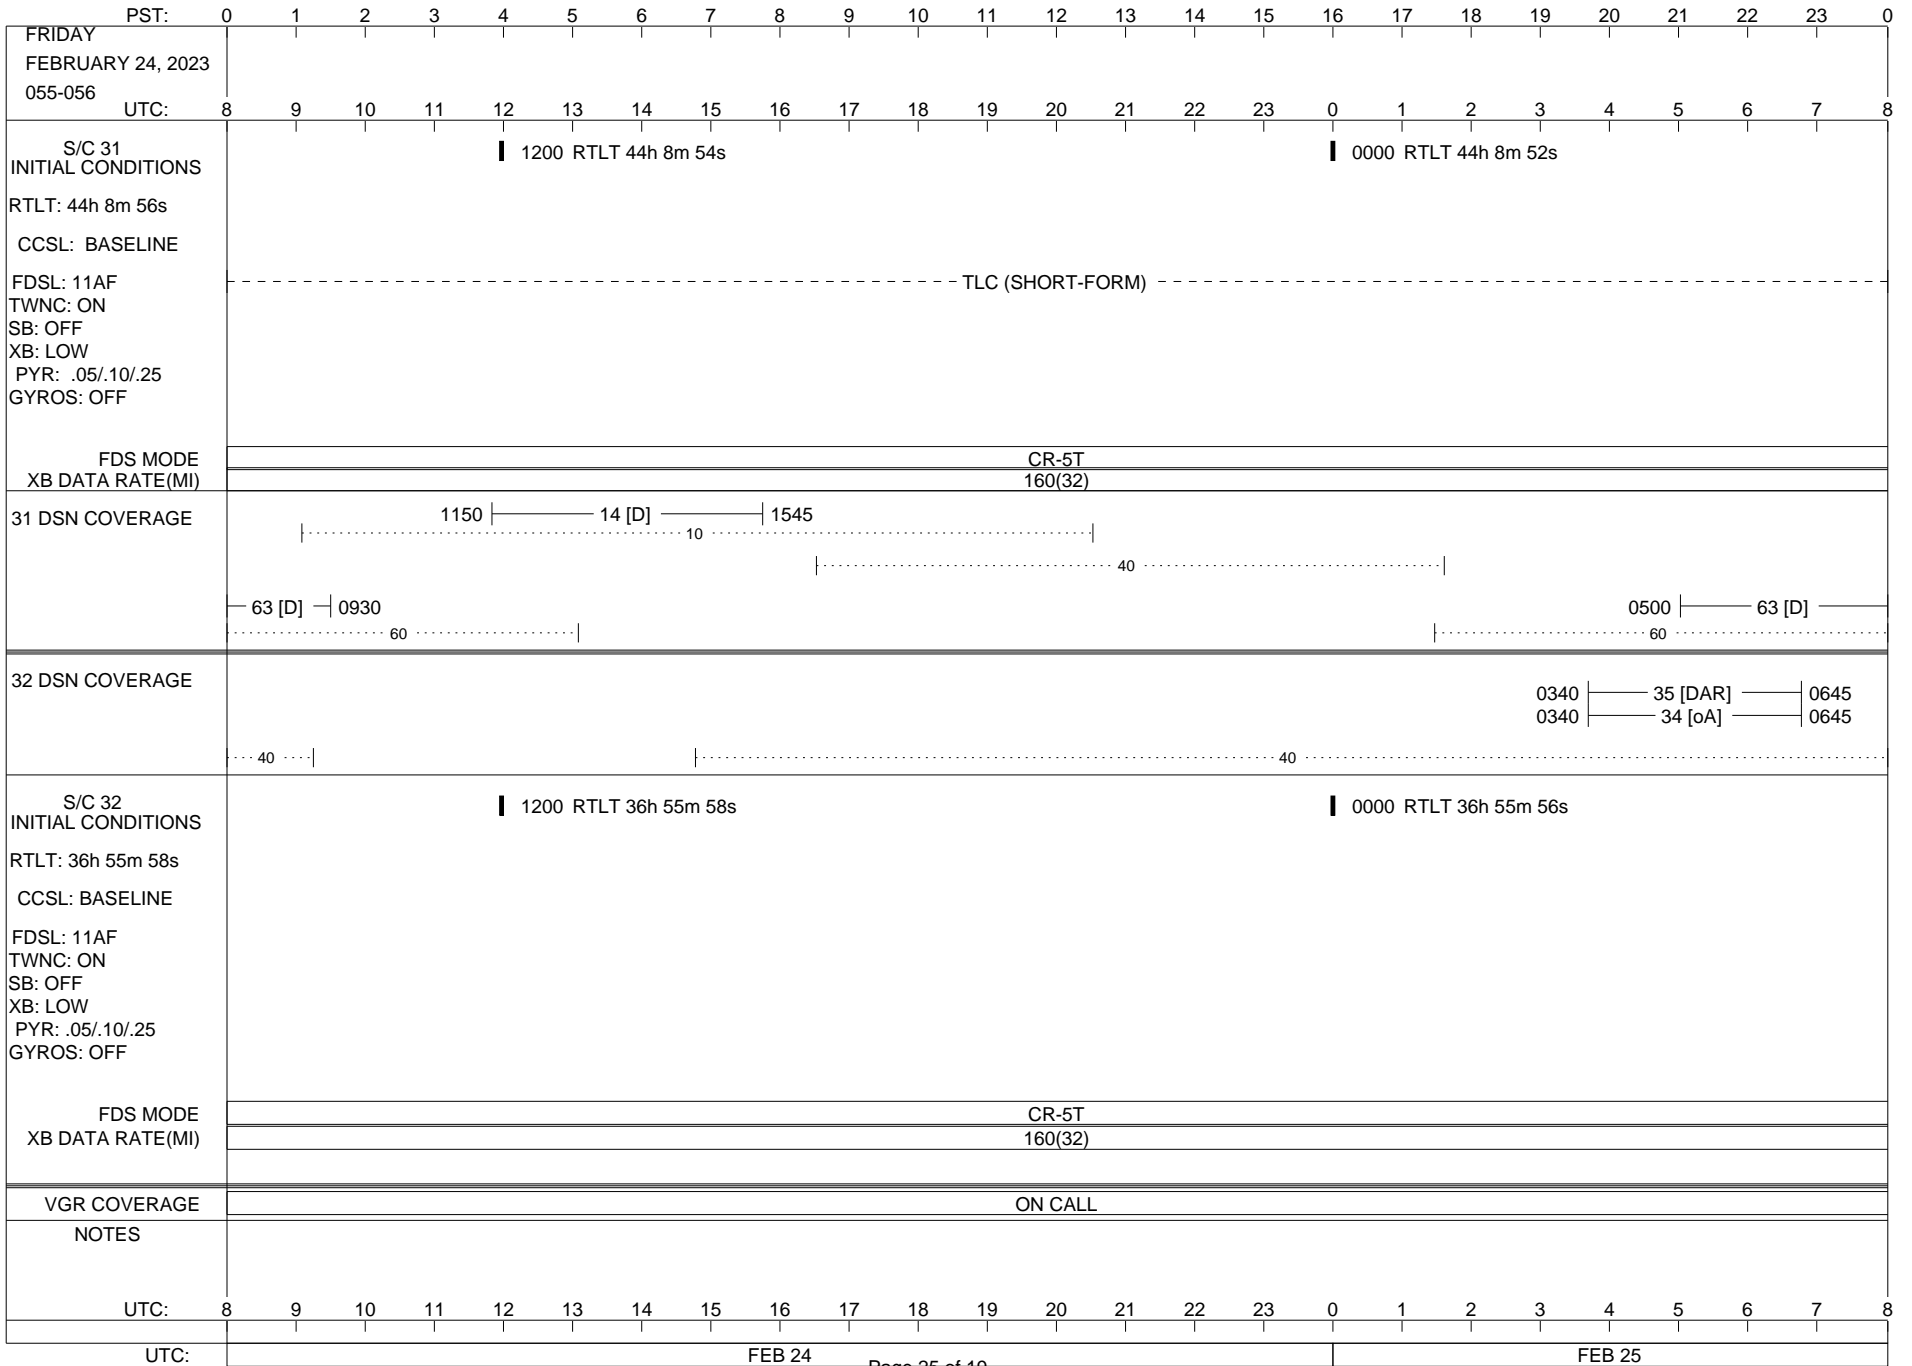 PST: 0 1 2 3 4 5 6 7 8 9 10 11 12 13 14 15 16 17 18 19 20 21 22 23 0
FRIDAY
FEBRUARY 24, 2023
055-056
UTC: 8 9 10 11 12 13 14 15 16 17 18 19 20 21 22 23 0 1 2 3 4 5 6 7 8
S/C 31
INITIAL CONDITIONS
1200 RTLT 44h 8m 54s
0000 RTLT 44h 8m 52s
RTLT: 44h 8m 56s
CCSL: BASELINE
FDSL: 11AF
TLC (SHORT-FORM)
TWNC: ON
SB: OFF
XB: LOW
PYR: .05/.10/.25
GYROS: OFF
FDS MODE CR-5T
XB DATA RATE(MI) 160(32)
31 DSN COVERAGE
1150 14 [D] 1545
10
40
63 [D] 0930
0500 63 [D]
60
60
32 DSN COVERAGE
0340 35 [DAR] 0645
0340 34 [oA] 0645
40
40
S/C 32
INITIAL CONDITIONS
1200 RTLT 36h 55m 58s
0000 RTLT 36h 55m 56s
RTLT: 36h 55m 58s
CCSL: BASELINE
FDSL: 11AF
TWNC: ON
SB: OFF
XB: LOW
PYR: .05/.10/.25
GYROS: OFF
FDS MODE CR-5T
XB DATA RATE(MI) 160(32)
VGR COVERAGE ON CALL
NOTES
UTC: 8 9 10 11 12 13 14 15 16 17 18 19 20 21 22 23 0 1 2 3 4 5 6 7 8
UTC: FEB 24 FEB 25
Page 25 of 10